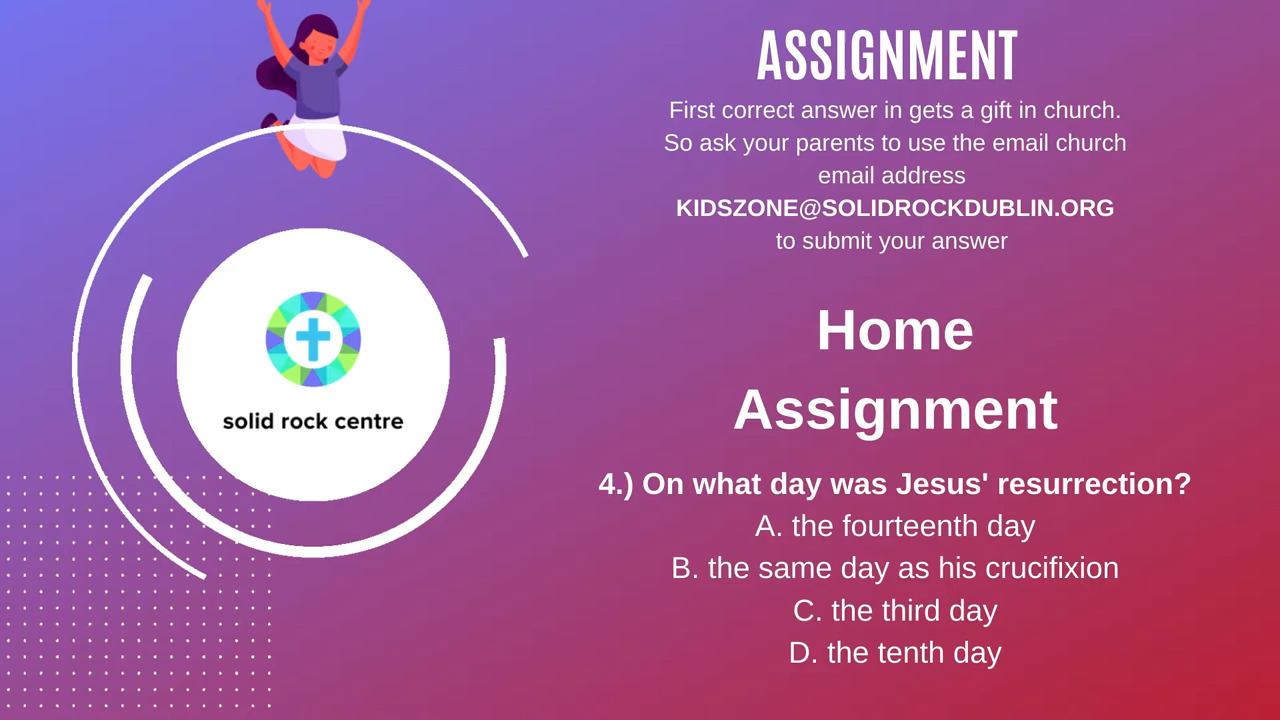 ASSIGNMENT
First correct answer in gets a gift in church.
So ask your parents to use the email church
email address
KIDSZONE@SOLIDROCKDUBLIN.ORG
to submit your answer
solid rock centre
Home
Assignment
4.) On what day was Jesus' resurrection?
A. the fourteenth day
B. the same day as his crucifixion
C. the third day
D. the tenth day